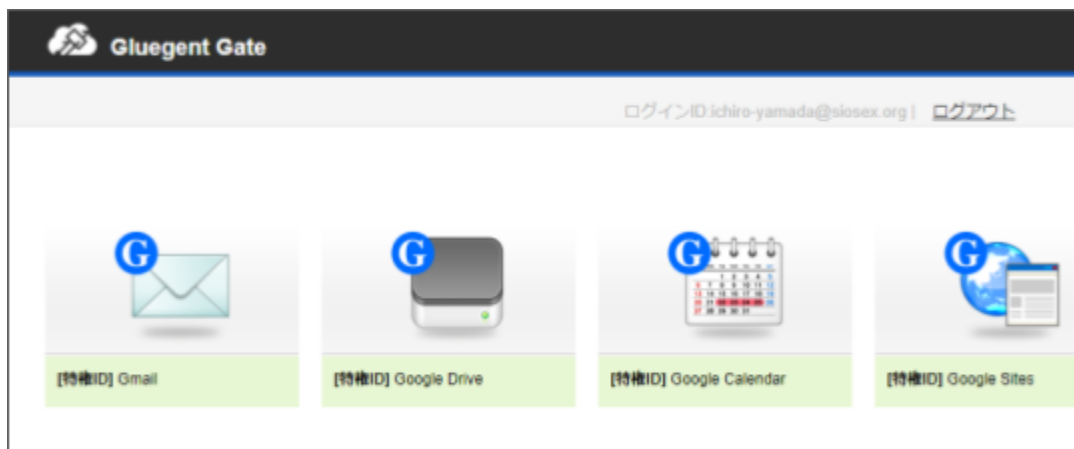 Gluegent Gate
ログインID:ichiro-yamada@siosex.org | ログアウト
G
G
G
G
[特権ID] Gmail
[特権ID] Google Drive
[特権ID] Google Calendar
[特権ID] Google Sites